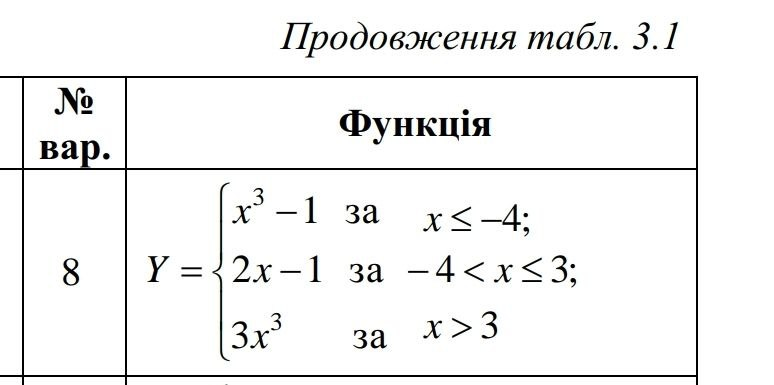 Продовження табл. 3.1
№ вар.
Функція
8
Y = { x³ − 1 за x ≤ −4;
2x − 1 за − 4 < x ≤ 3;
3x³ за x > 3